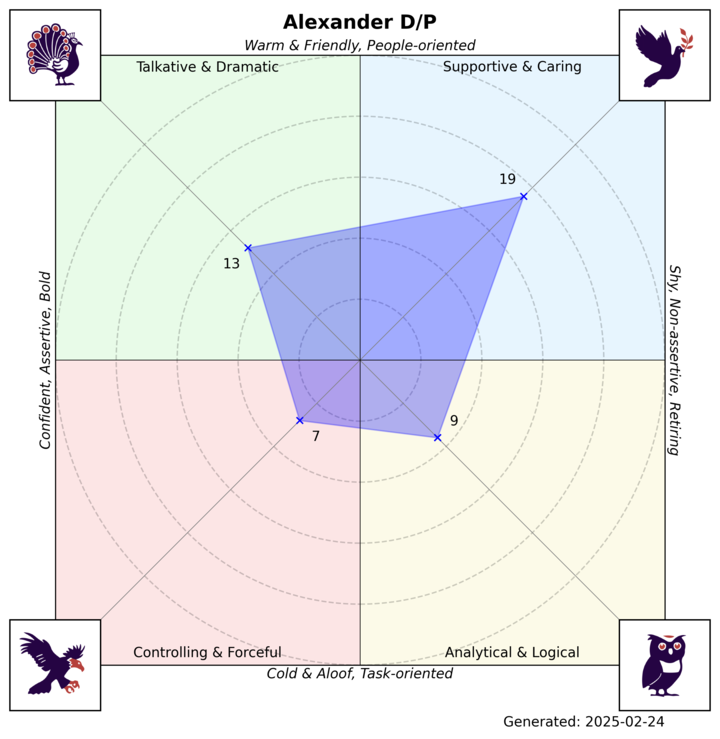 Alexander D/P
Warm & Friendly, People-oriented
Talkative & Dramatic
Supportive & Caring
19
13
Confident, Assertive, Bold
Shy, Non-assertive, Retiring
9
7
Controlling & Forceful
Analytical & Logical
Cold & Aloof, Task-oriented
Generated: 2025-02-24